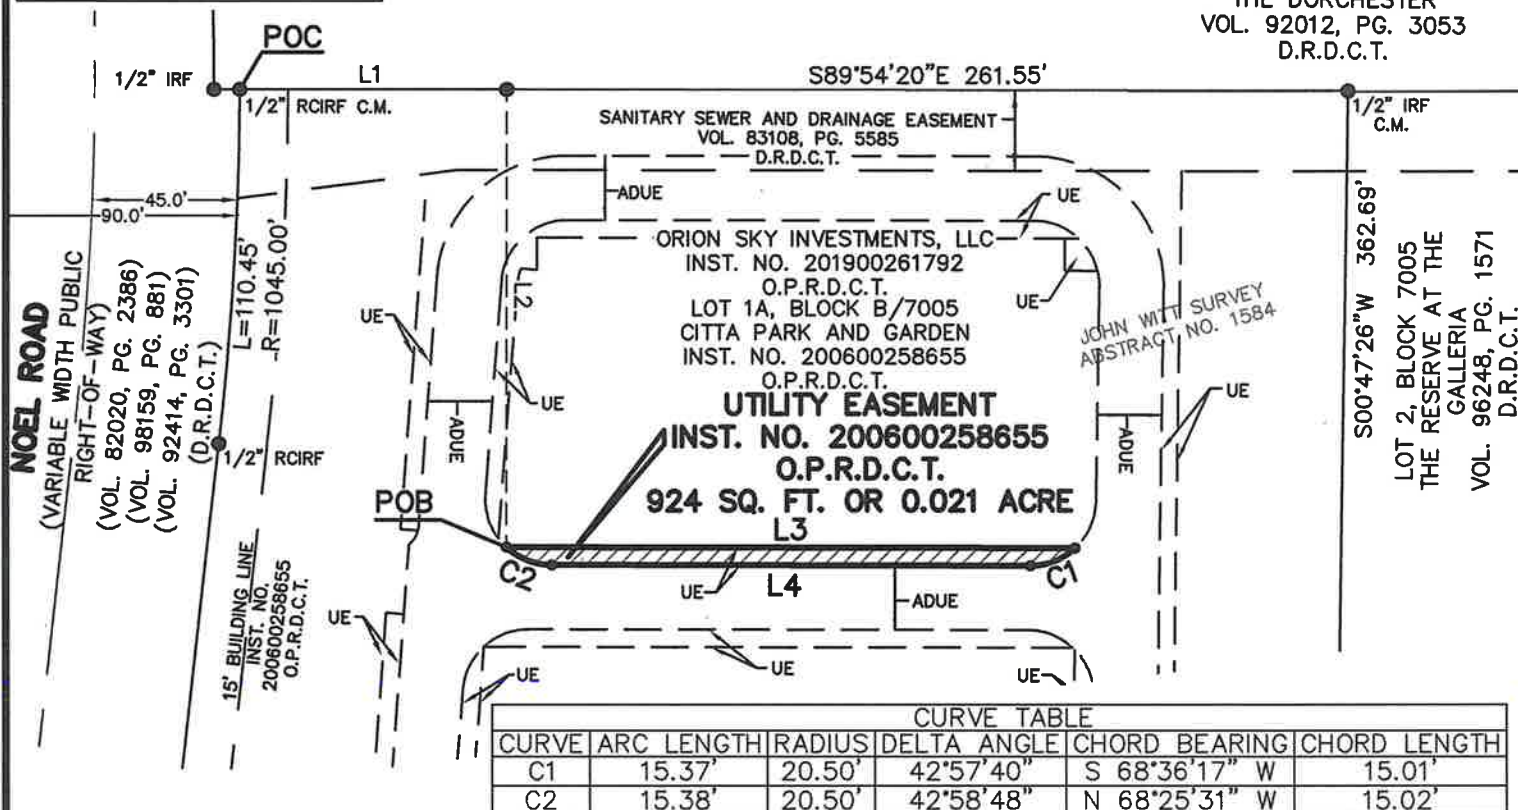 THE DORCHESTER
VOL. 92012, PG. 3053
D.R.D.C.T.
POC
1/2" IRF
L1
S89°54'20"E 261.55'
1/2" RCIRF C.M.
1/2" IRF
C.M.
SANITARY SEWER AND DRAINAGE EASEMENT
VOL. 83108, PG. 5585
D.R.D.C.T.
ADUE
UE
45.0'
90.0'
ORION SKY INVESTMENTS, LLC
INST. NO. 201900261792
O.P.R.D.C.T.
LOT 1A, BLOCK B/7005
CITTA PARK AND GARDEN
INST. NO. 200600258655
O.P.R.D.C.T.
UTILITY EASEMENT
INST. NO. 200600258655
O.P.R.D.C.T.
924 SQ. FT. OR 0.021 ACRE
L2
UE
UE
UE
UE
JOHN WITT SURVEY
ABSTRACT NO. 1584
S00°47'26"W 362.69'
LOT 2, BLOCK 7005
THE RESERVE AT THE
GALLERIA
VOL. 96248, PG. 1571
D.R.D.C.T.
NOEL ROAD
(VARIABLE WIDTH PUBLIC
RIGHT-OF-WAY)
(VOL. 82020, PG. 2386)
(VOL. 98159, PG. 881)
(VOL. 92414, PG. 3301)
(D.R.D.C.T.)
L=110.45'
R=1045.00'
1/2" RCIRF
ADUE
ADUE
POB
L3
C2
C1
UE
L4
ADUE
15' BUILDING LINE
INST. NO.
200600258655
O.P.R.D.C.T.
UE
UE
UE
UE
CURVE TABLE
CURVE ARC LENGTH RADIUS DELTA ANGLE CHORD BEARING CHORD LENGTH
C1 15.37' 20.50' 42°57'40" S 68°36'17" W 15.01'
C2 15.38' 20.50' 42°58'48" N 68°25'31" W 15.02'